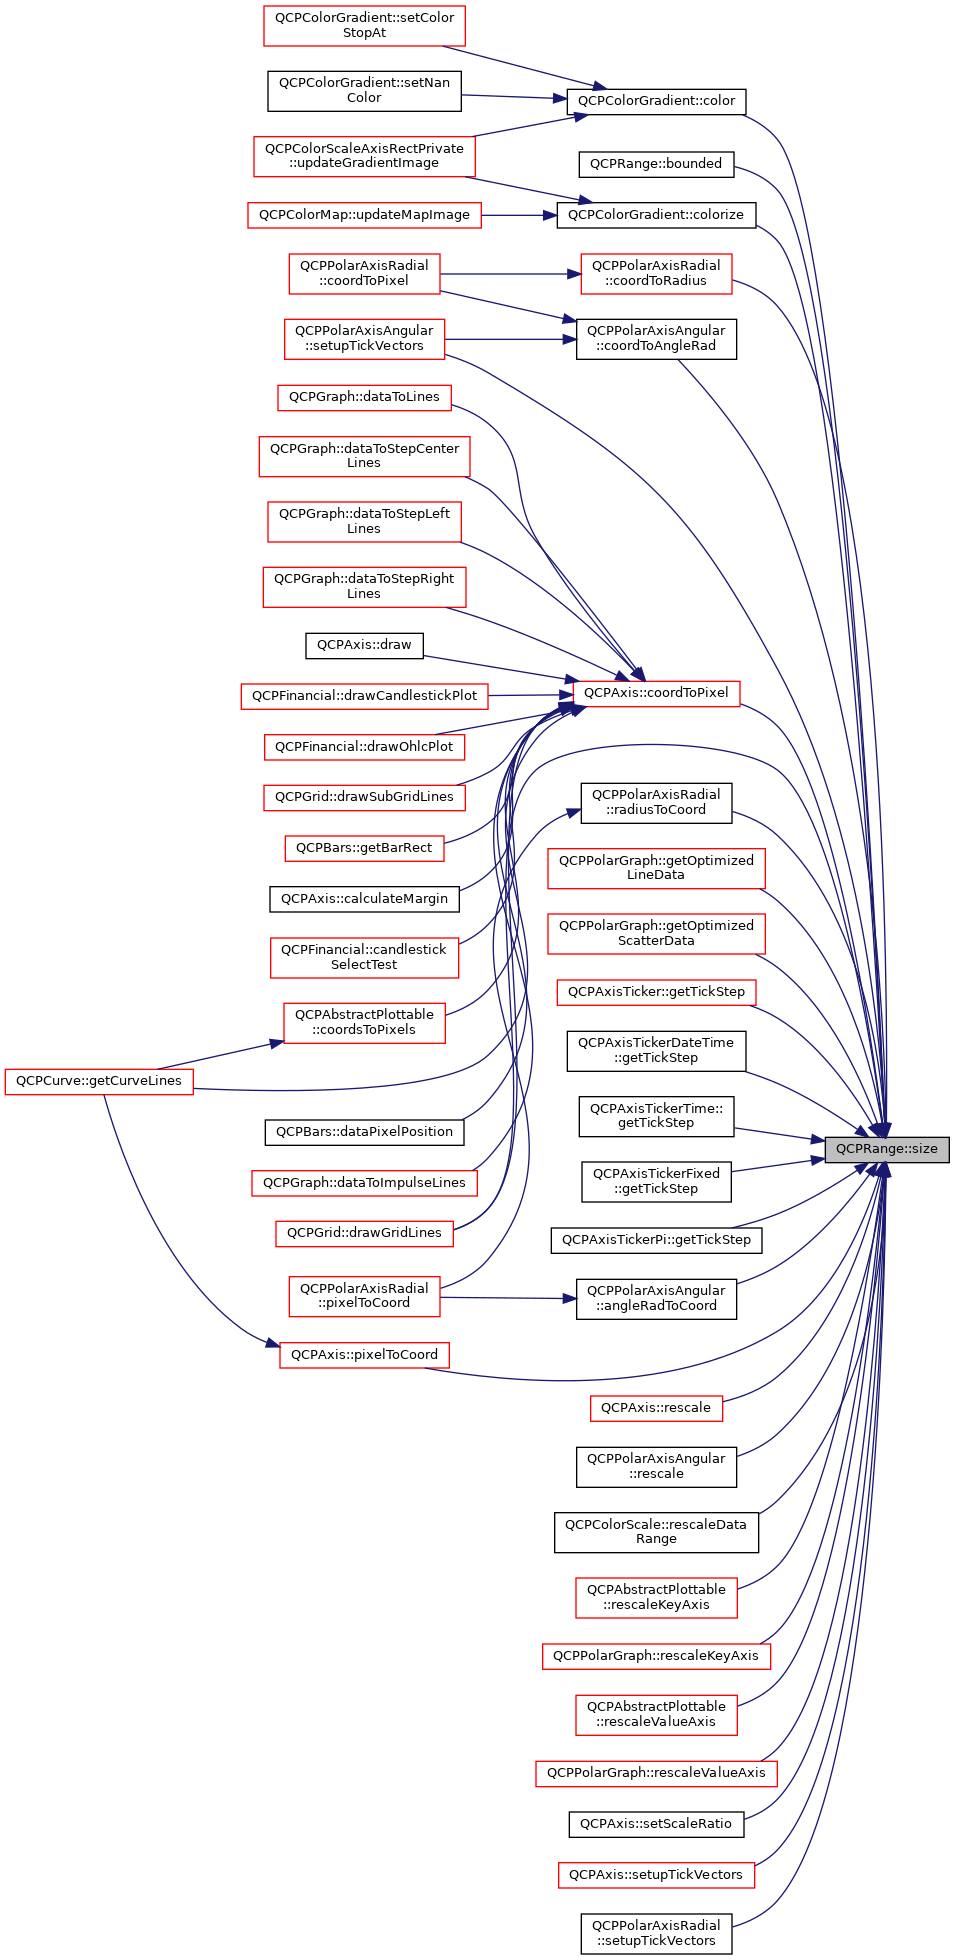 QCPColorGradient::setColor
StopAt
QCPColorGradient::setNan
Color
QCPColorGradient::color
QCPColorScaleAxisRectPrivate
::updateGradientImage
QCPRange::bounded
QCPColorMap::updateMapImage
QCPColorGradient::colorize
QCPPolarAxisRadial
::coordToPixel
QCPPolarAxisRadial
::coordToRadius
QCPPolarAxisAngular
::setupTickVectors
QCPPolarAxisAngular
::coordToAngleRad
QCPGraph::dataToLines
QCPGraph::dataToStepCenter
Lines
QCPGraph::dataToStepLeft
Lines
QCPGraph::dataToStepRight
Lines
QCPAxis::draw
QCPFinancial::drawCandlestickPlot
QCPAxis::coordToPixel
QCPFinancial::drawOhlcPlot
QCPGrid::drawSubGridLines
QCPPolarAxisRadial
::radiusToCoord
QCPBars::getBarRect
QCPPolarGraph::getOptimized
LineData
QCPAxis::calculateMargin
QCPPolarGraph::getOptimized
ScatterData
QCPFinancial::candlestick
SelectTest
QCPAxisTicker::getTickStep
QCPAbstractPlottable
::coordsToPixels
QCPAxisTickerDateTime
::getTickStep
QCPCurve::getCurveLines
QCPAxisTickerTime::
getTickStep
QCPBars::dataPixelPosition
QCPRange::size
QCPGraph::dataToImpulseLines
QCPAxisTickerFixed
::getTickStep
QCPGrid::drawGridLines
QCPAxisTickerPi::getTickStep
QCPPolarAxisRadial
::pixelToCoord
QCPPolarAxisAngular
::angleRadToCoord
QCPAxis::pixelToCoord
QCPAxis::rescale
QCPPolarAxisAngular
::rescale
QCPColorScale::rescaleData
Range
QCPAbstractPlottable
::rescaleKeyAxis
QCPPolarGraph::rescaleKeyAxis
QCPAbstractPlottable
::rescaleValueAxis
QCPPolarGraph::rescaleValueAxis
QCPAxis::setScaleRatio
QCPAxis::setupTickVectors
QCPPolarAxisRadial
::setupTickVectors